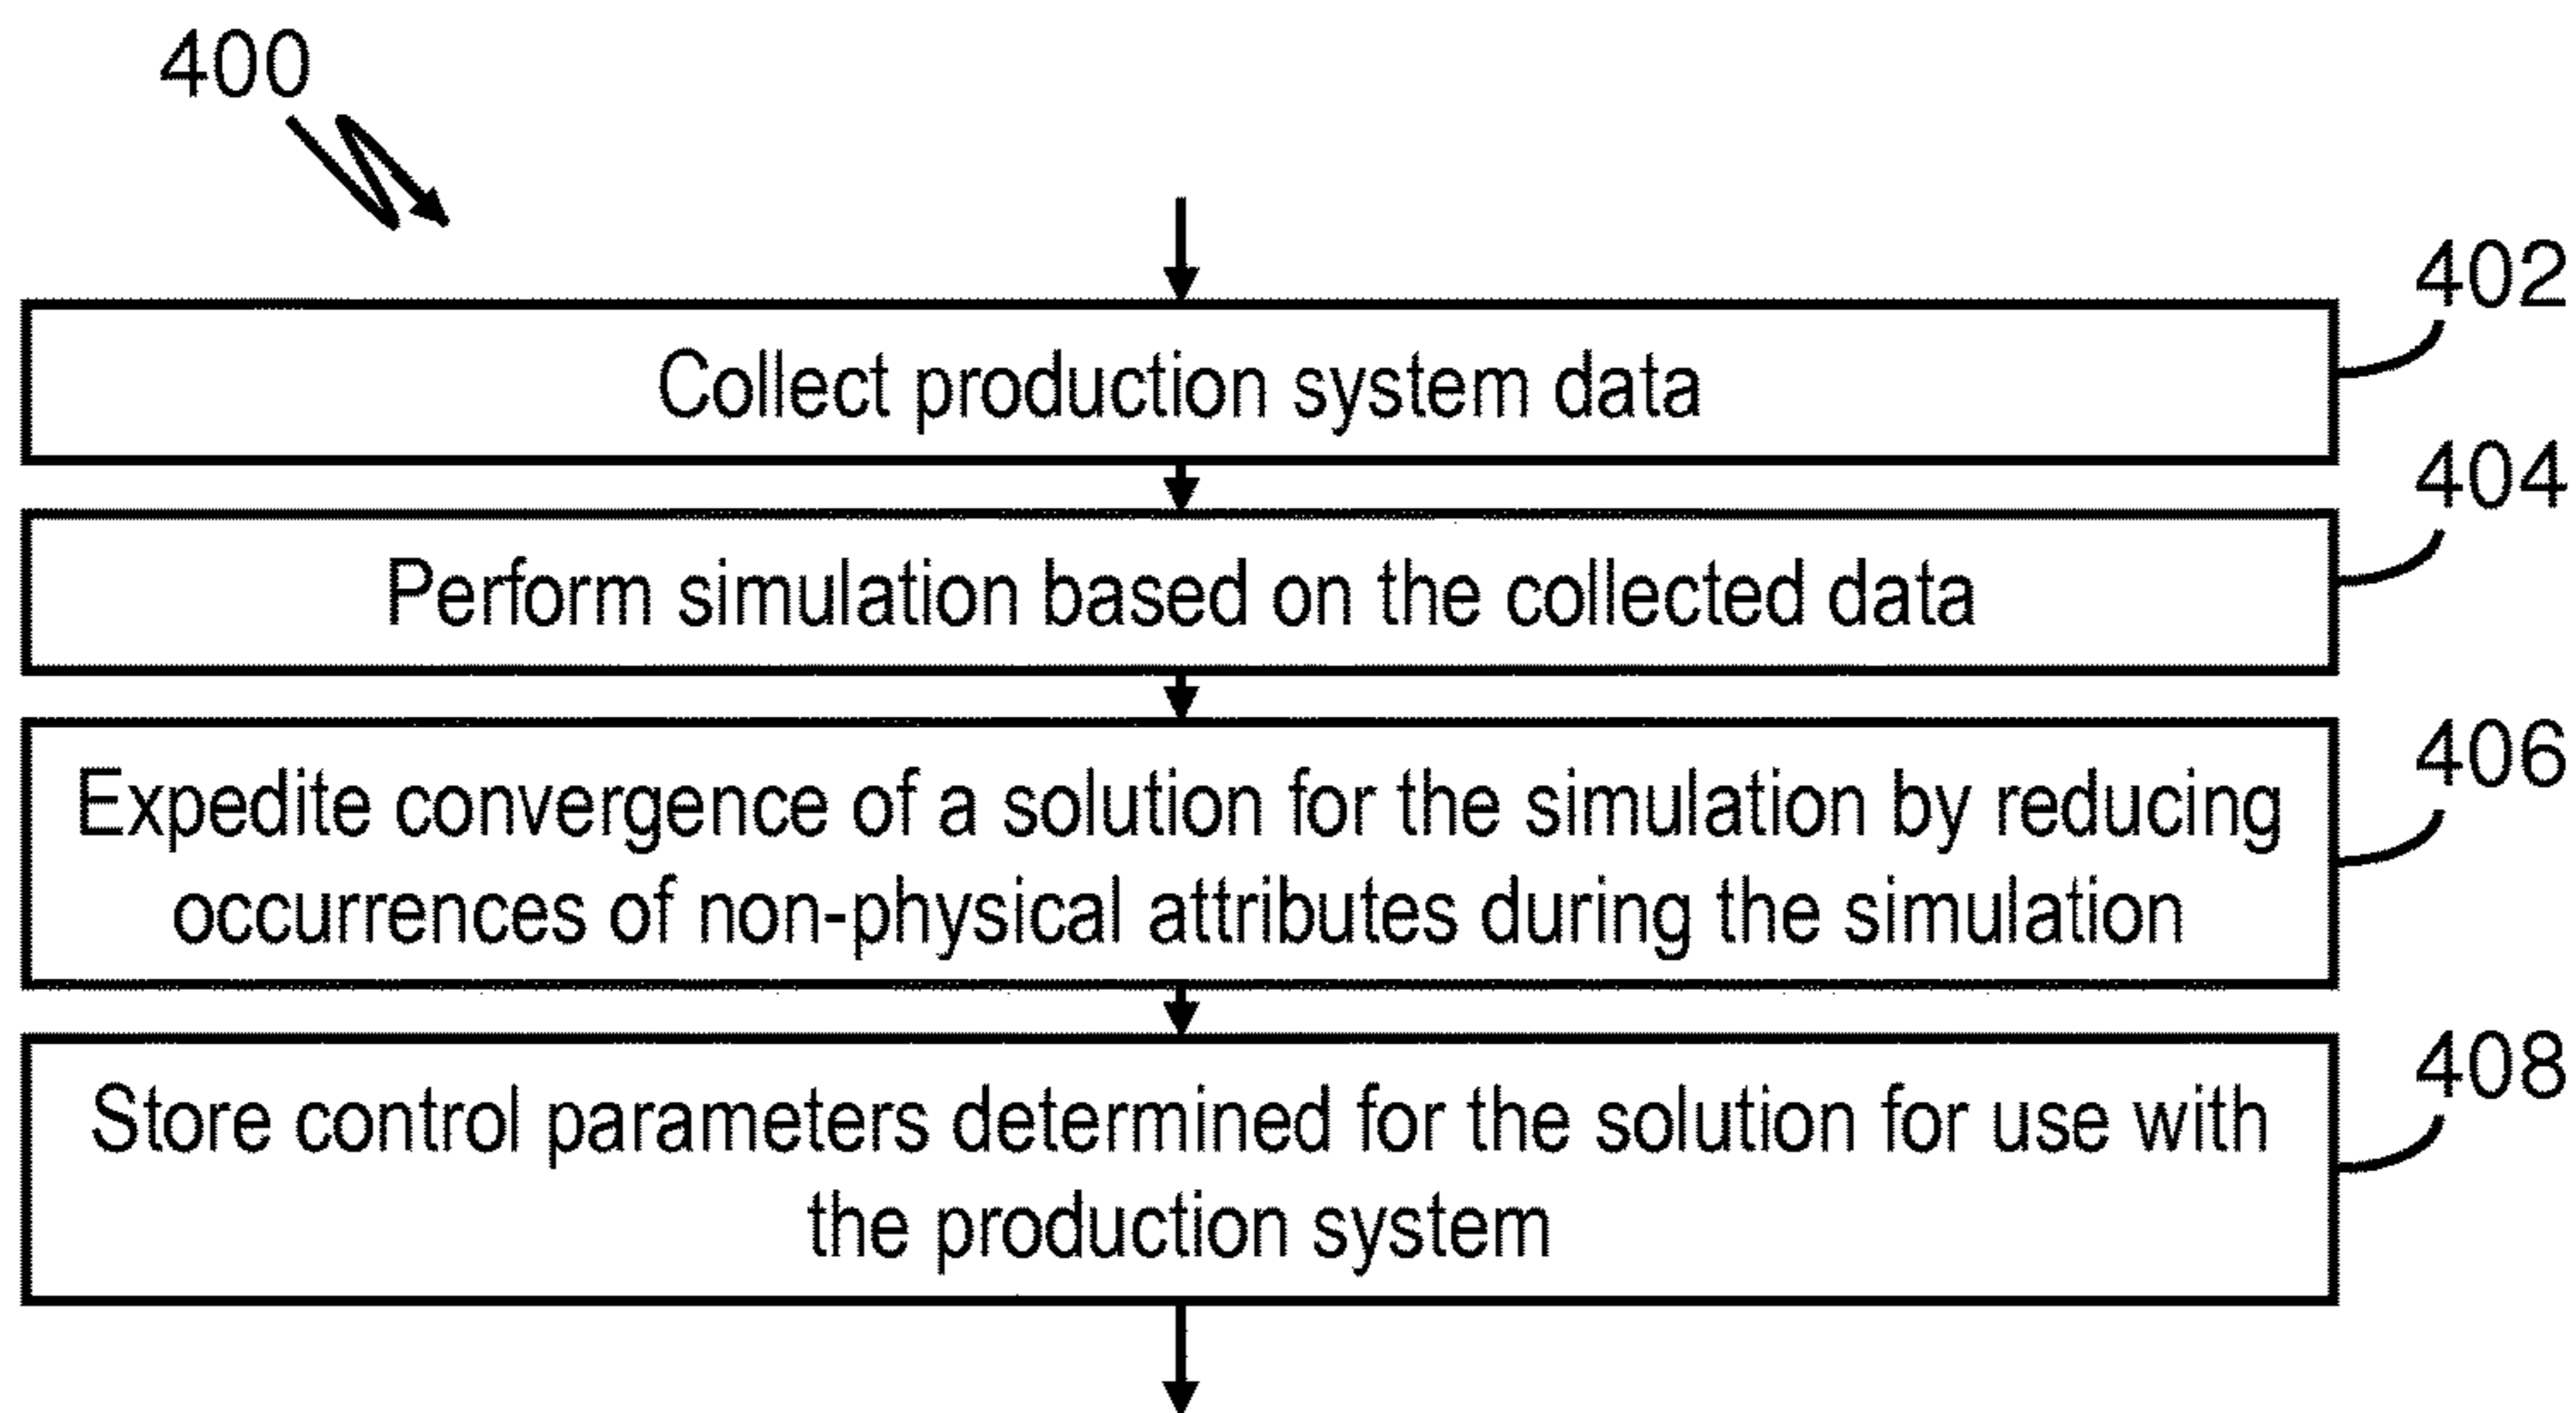 400
402
Collect production system data
404
Perform simulation based on the collected data
406
Expedite convergence of a solution for the simulation by reducing
occurrences of non-physical attributes during the simulation
408
Store control parameters determined for the solution for use with
the production system